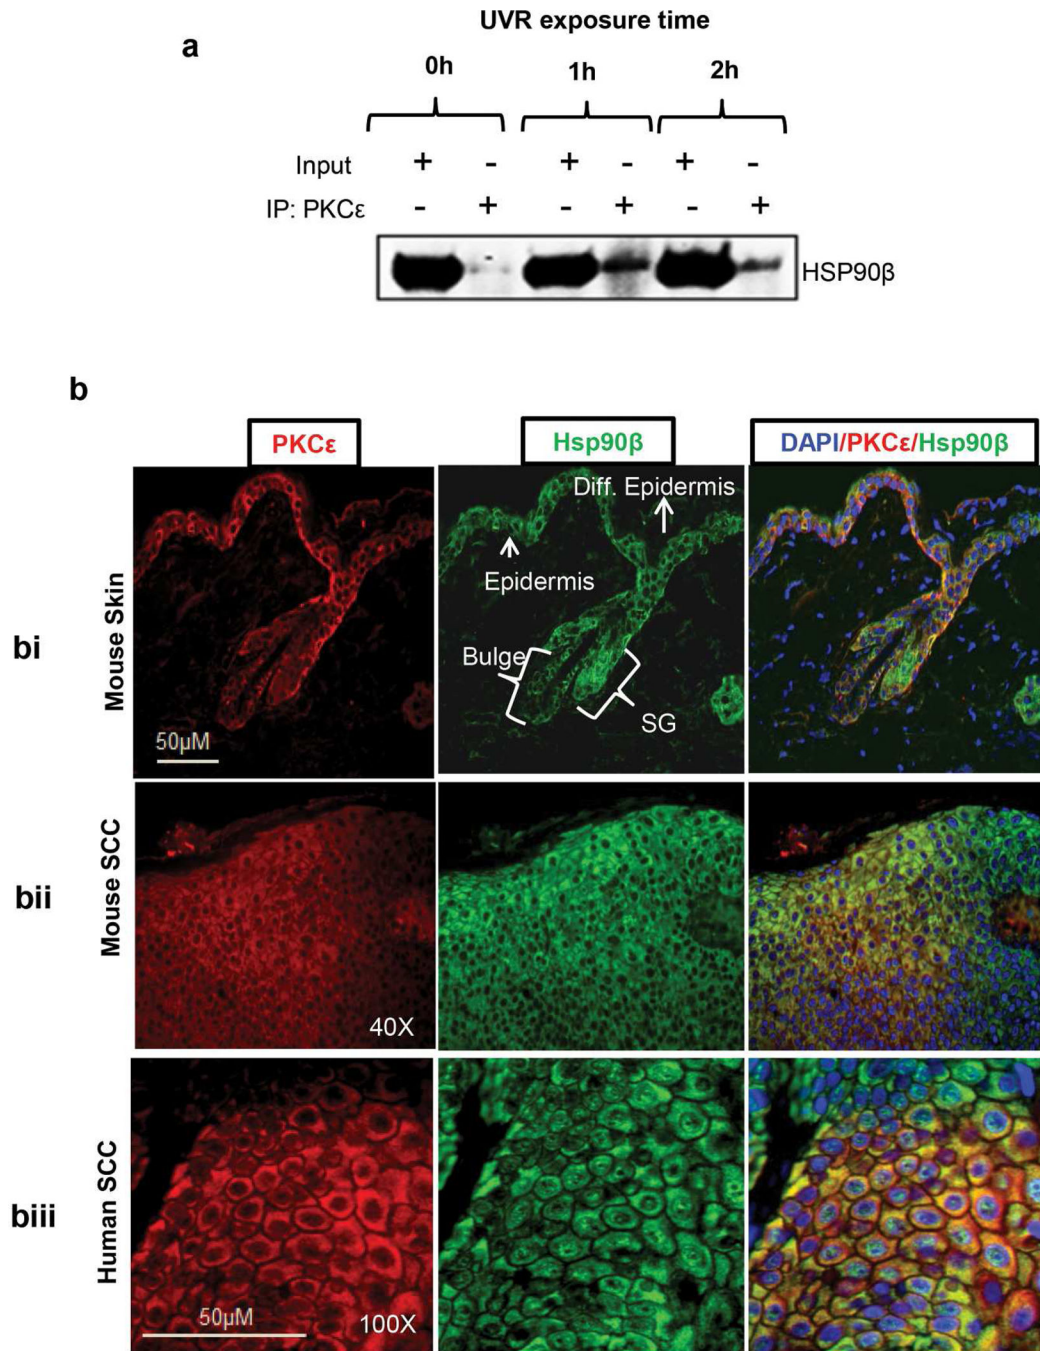 a
UVR exposure time
0h 1h 2h
Input + - + - + -
IP: PKCε - + - + - +
HSP90β
b
PKCε Hsp90β DAPI/PKCε/Hsp90β
bi
Mouse Skin
Diff. Epidermis
Epidermis
Bulge
SG
50µM
bii
Mouse SCC
40X
biii
Human SCC
50µM
100X